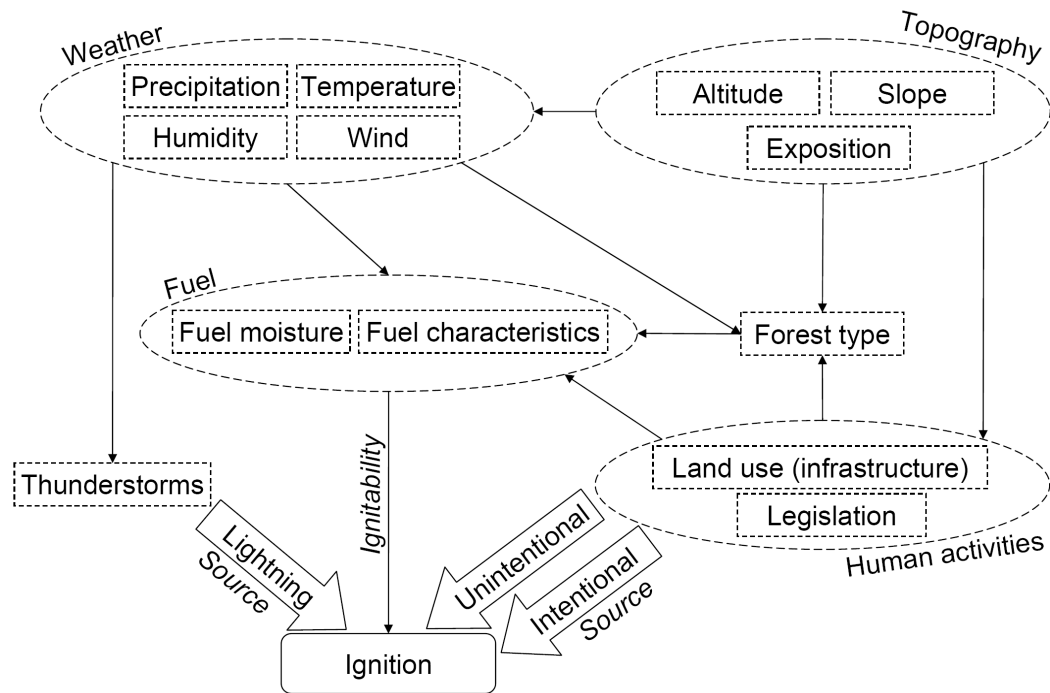 Weather
Topography
Precipitation
Temperature
Altitude
Slope
Humidity
Wind
Exposition
Fuel
Fuel moisture
Fuel characteristics
Forest type
Ignitability
Land use (infrastructure)
Thunderstorms
Legislation
Human activities
Lightning
Source
Unintentional
Intentional
Source
Ignition